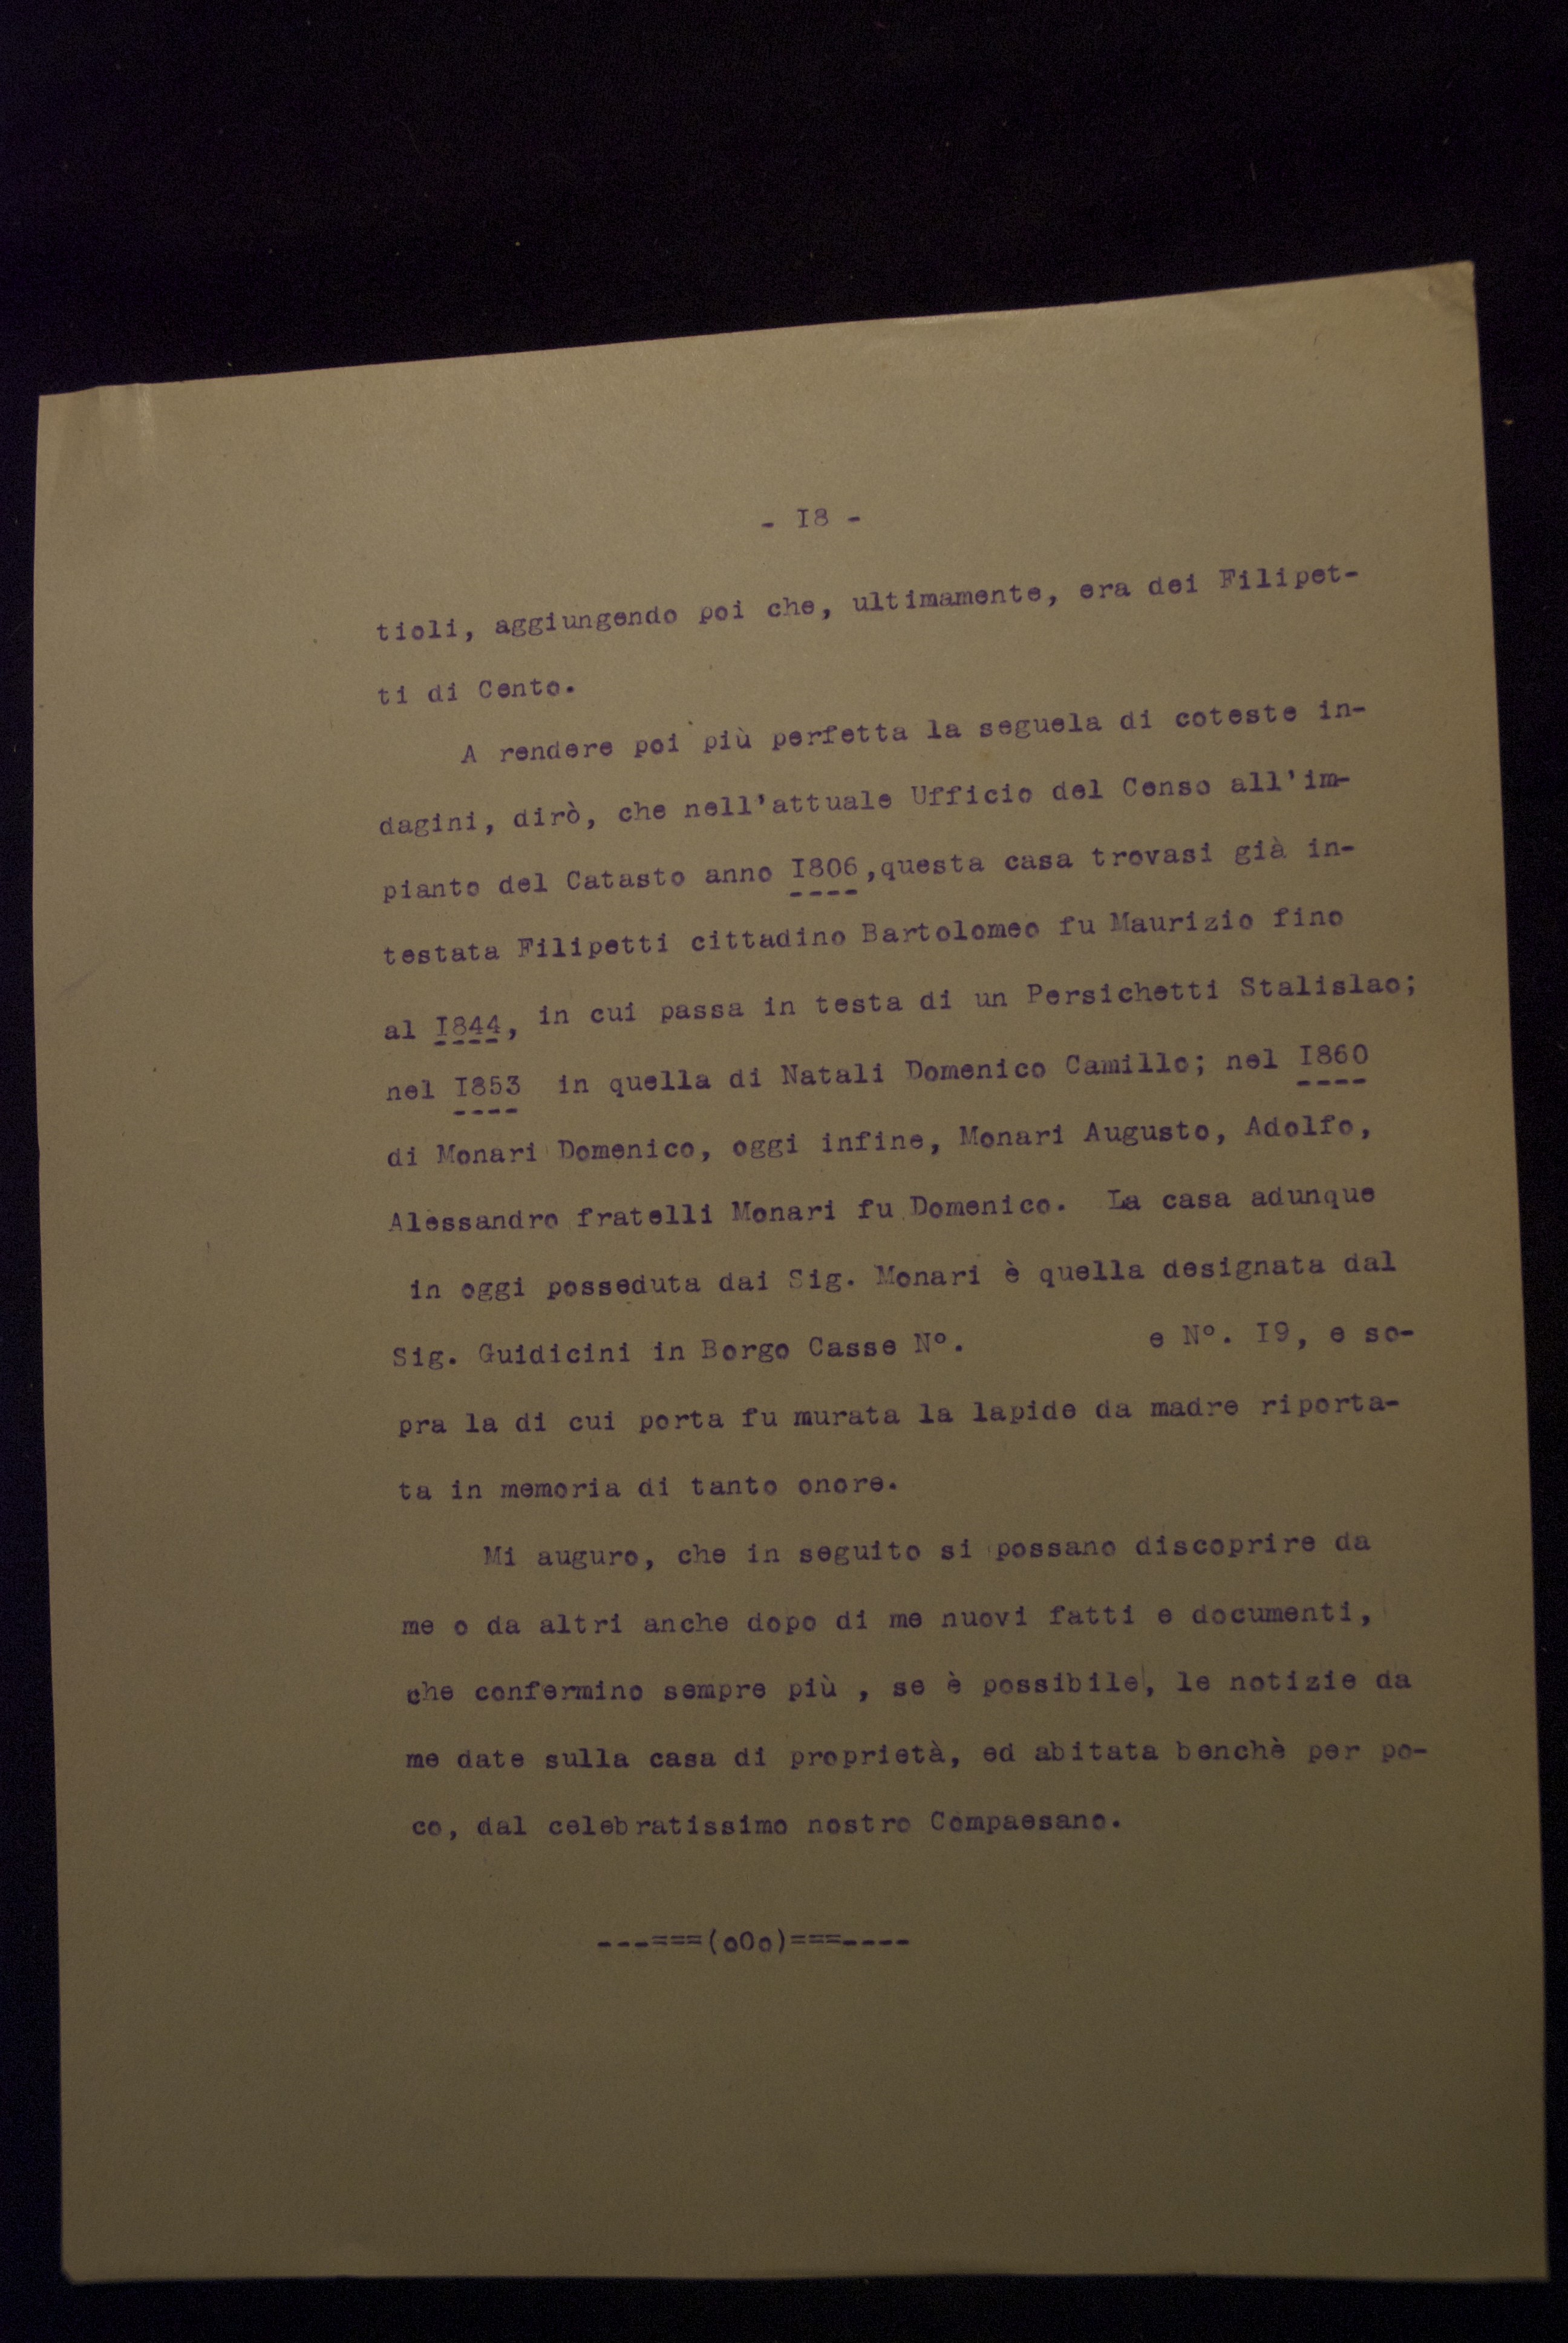 - I8 -
tioli, aggiungendo poi che, ultimamente, era dei Filipet-
ti di Cento.
A rendere poi più perfetta la seguela di coteste in-
dagini, dirò, che nell'attuale Ufficio del Censo all'im-
pianto del Catasto anno I806,questa casa trovasi già in-
testata Filipetti cittadino Bartolomeo fu Maurizio fino
al I844, in cui passa in testa di un Persichetti Stalislao;
nel I853 in quella di Natali Domenico Camillo; nel I860
di Monari Domenico, oggi infine, Monari Augusto, Adolfo,
Alessandro fratelli Monari fu Domenico. La casa adunque
in oggi posseduta dai Sig. Monari è quella designata dal
Sig. Guidicini in Borgo Casse N°. e N°. I9, e so-
pra la di cui porta fu murata la lapide da madre riporta-
ta in memoria di tanto onore.
Mi auguro, che in seguito si possano discoprire da
me o da altri anche dopo di me nuovi fatti e documenti,
che confermino sempre più , se è possibile, le notizie da
me date sulla casa di proprietà, ed abitata benchè per po-
co, dal celebratissimo nostro Compaesano.
---===(oOo)===----